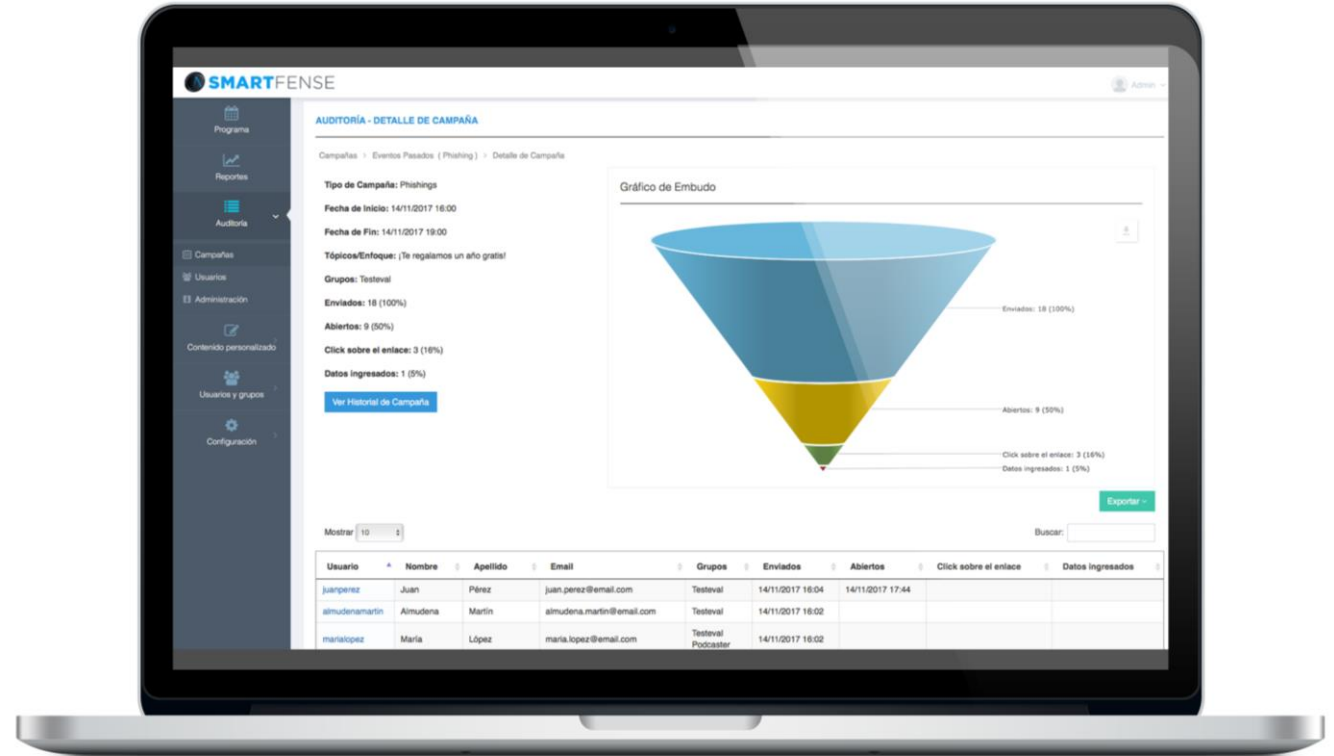 SMARTFENSE
Admin
Programa
Reportes
Auditoría
Campañas
Usuarios
Administración
Contenido personalizado
Usuarios y grupos
Configuración
AUDITORÍA - DETALLE DE CAMPAÑA
Campañas > Eventos Pasados ( Phishing ) > Detalle de Campaña
Tipo de Campaña: Phishings
Fecha de Inicio: 14/11/2017 16:00
Fecha de Fin: 14/11/2017 19:00
Tópicos/Enfoque: ¡Te regalamos un año gratis!
Grupos: Testeval
Enviados: 18 (100%)
Abiertos: 9 (50%)
Click sobre el enlace: 3 (16%)
Datos ingresados: 1 (5%)
Ver Historial de Campaña
Gráfico de Embudo
Enviados: 18 (100%)
Abiertos: 9 (50%)
Click sobre el enlace: 3 (16%)
Datos ingresados: 1 (5%)
Exportar
Mostrar 10
Buscar:
Usuario Nombre Apellido Email Grupos Enviados Abiertos Click sobre el enlace Datos ingresados
juanperez Juan Pérez juan.perez@email.com Testeval 14/11/2017 16:04 14/11/2017 17:44
almudenamartin Almudena Martín almudena.martin@email.com Testeval 14/11/2017 16:02
marialopez María López maria.lopez@email.com Testeval Podcaster 14/11/2017 16:02